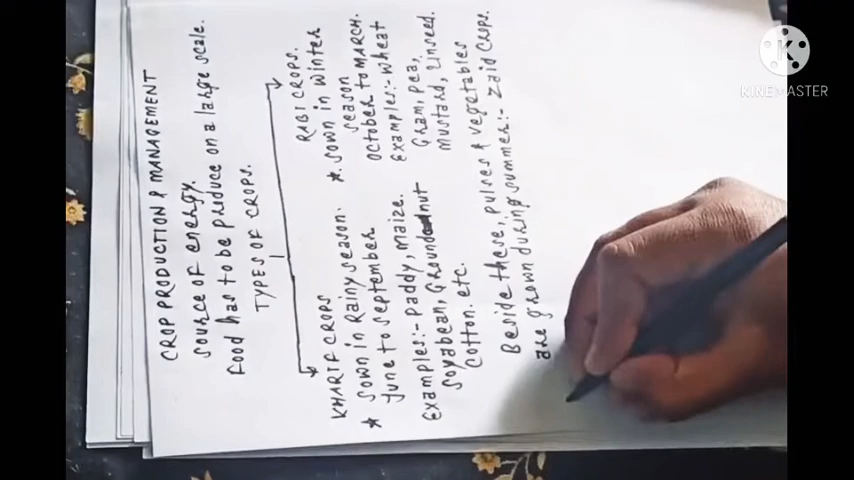 CROP PRODUCTION & MANAGEMENT
source of energy.
food has to be produce on a large scale.
TYPES OF CROPS.
KHARIF CROPS
★ sown in Rainy season.
June to september
Examples:- Paddy, maize.
soyabean, Groundnut
cotton. etc.
RABI CROPS.
★. sown in winter
season
October to MARCH.
Examples:- wheat
Gram, Pea,
mustard, Linseed.
Beside these, pulses & vegetables
are grown during summer:- zaid crops.
KINEMASTER